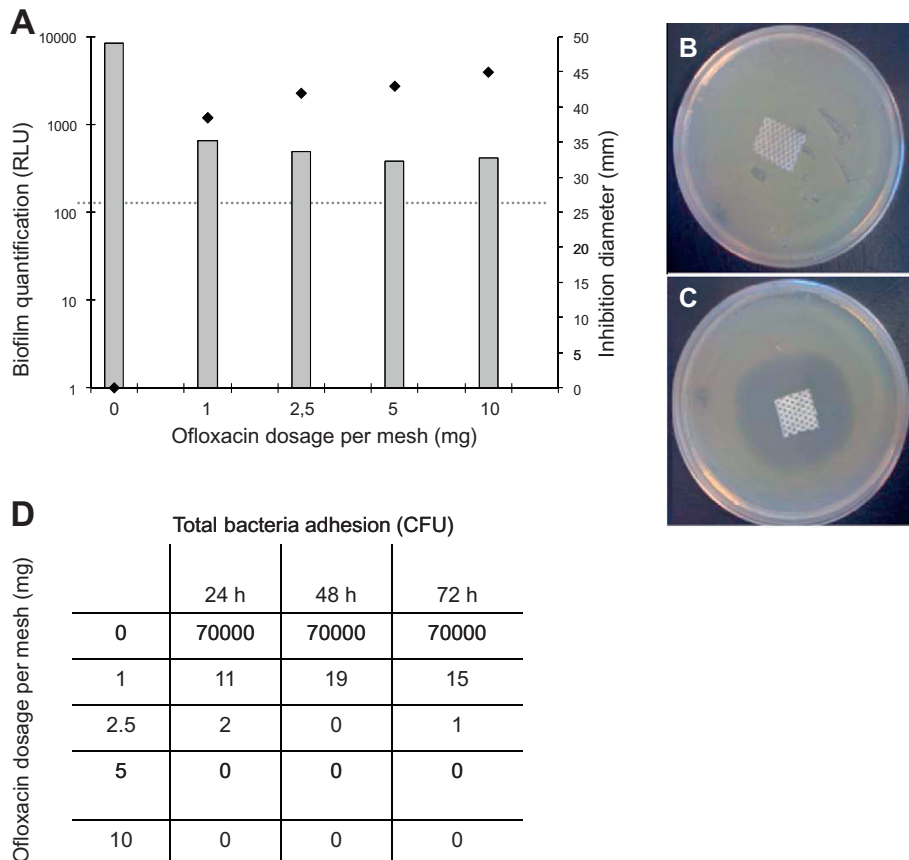 A
Biofilm quantification (RLU)
10000
1000
100
10
1
50
45
40
35
30
25
20
15
10
5
0
Inhibition diameter (mm)
0 1 2,5 5 10
Ofloxacin dosage per mesh (mg)
B
C
D
Total bacteria adhesion (CFU)
Ofloxacin dosage per mesh (mg)
24 h 48 h 72 h
0 70000 70000 70000
1 11 19 15
2.5 2 0 1
5 0 0 0
10 0 0 0